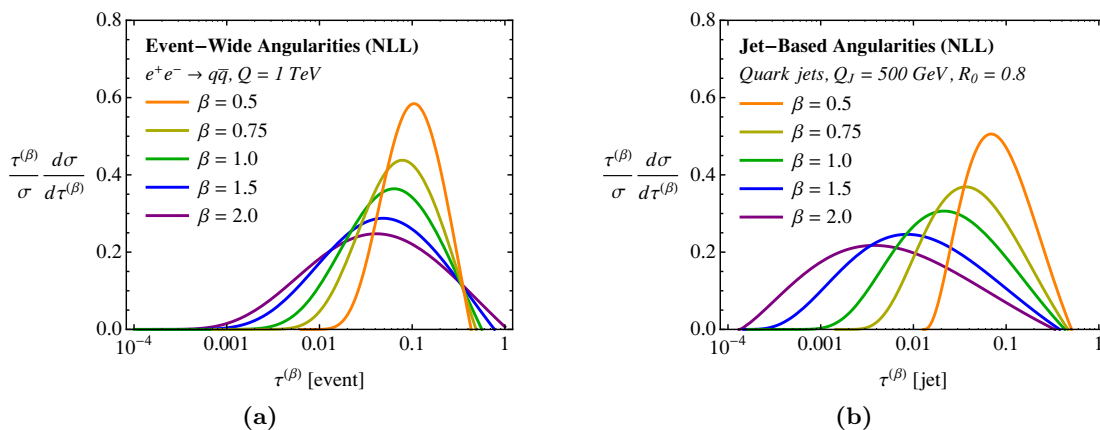 0.8
0.6
0.4
0.2
0.0
10⁻⁴ 0.001 0.01 0.1 1
τ^(β) [event]
τ^(β)/σ dσ/dτ^(β)
Event−Wide Angularities (NLL)
e⁺e⁻ → qq̅, Q = 1 TeV
β = 0.5
β = 0.75
β = 1.0
β = 1.5
β = 2.0
(a)
0.8
0.6
0.4
0.2
0.0
10⁻⁴ 0.001 0.01 0.1 1
τ^(β) [jet]
τ^(β)/σ dσ/dτ^(β)
Jet−Based Angularities (NLL)
Quark jets, Q_J = 500 GeV, R_0 = 0.8
β = 0.5
β = 0.75
β = 1.0
β = 1.5
β = 2.0
(b)